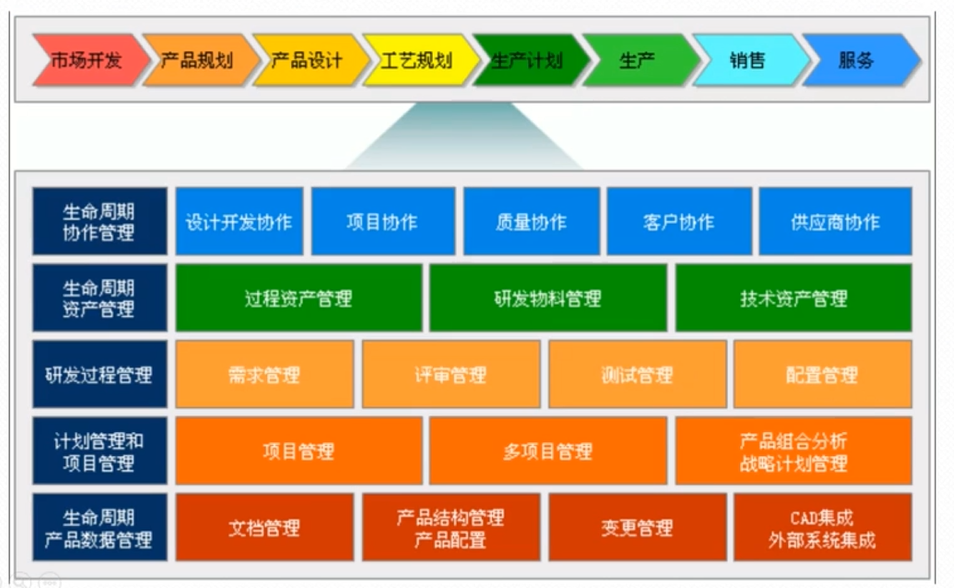 市场开发
产品规划
产品设计
工艺规划
生产计划
生产
销售
服务
生命周期
协作管理
设计开发协作
项目协作
质量协作
客户协作
供应商协作
生命周期
资产管理
过程资产管理
研发物料管理
技术资产管理
研发过程管理
需求管理
评审管理
测试管理
配置管理
计划管理和
项目管理
项目管理
多项目管理
产品组合分析
战略计划管理
生命周期
产品数据管理
文档管理
产品结构管理
产品配置
变更管理
CAD集成
外部系统集成